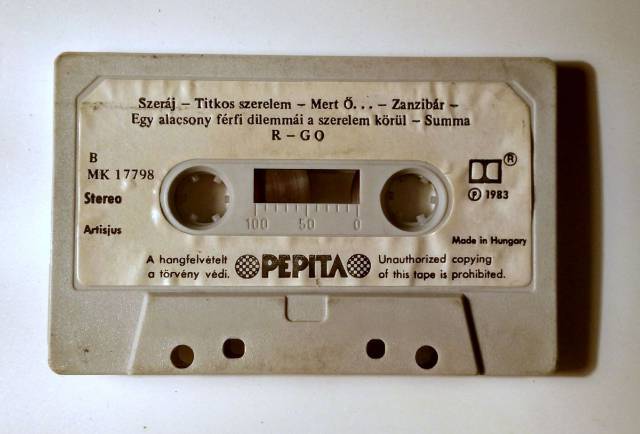 Szeráj – Titkos szerelem – Mert Ő. . . – Zanzibár –
Egy alacsony férfi dilemmái a szerelem körül – Summa
R – G O
B
MK 17798
Stereo
Artisjus
100 50 0
®
℗ 1983
Made in Hungary
A hangfelvételt
a törvény védi.
PEPITA
Unauthorized copying
of this tape is prohibited.